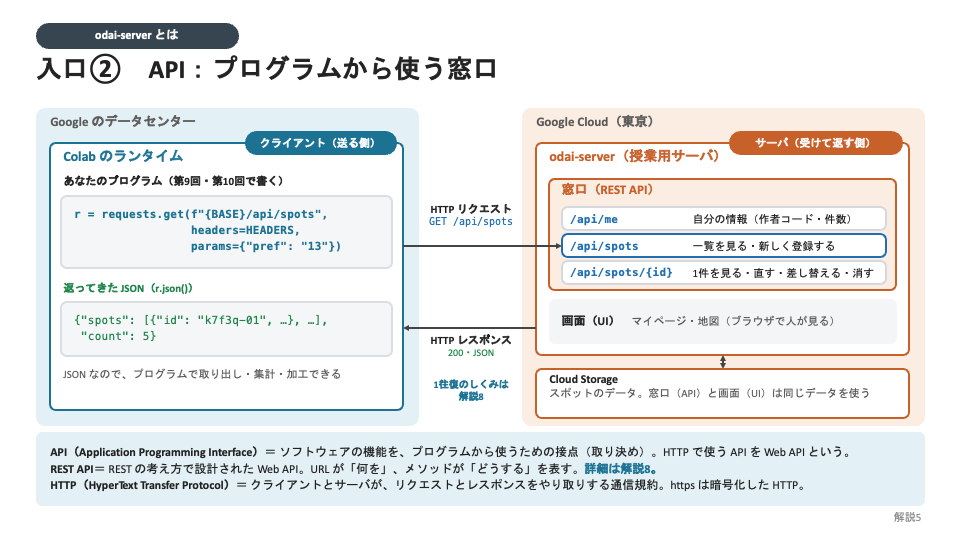 odai-server とは
入口② API：プログラムから使う窓口
Google のデータセンター
クライアント（送る側）
Colab のランタイム
あなたのプログラム（第9回・第10回で書く）
r = requests.get(f"{BASE}/api/spots",
headers=HEADERS,
params={"pref": "13"})
返ってきた JSON（r.json()）
{"spots": [{"id": "k7f3q-01", …}, …],
"count": 5}
JSON なので、プログラムで取り出し・集計・加工できる
HTTP リクエスト
GET /api/spots
HTTP レスポンス
200・JSON
1往復のしくみは
解説8
Google Cloud（東京）
サーバ（受けて返す側）
odai-server（授業用サーバ）
窓口（REST API）
/api/me 自分の情報（作者コード・件数）
/api/spots 一覧を見る・新しく登録する
/api/spots/{id} 1件を見る・直す・差し替える・消す
画面（UI） マイページ・地図（ブラウザで人が見る）
Cloud Storage
スポットのデータ。窓口（API）と画面（UI）は同じデータを使う
API（Application Programming Interface）＝ ソフトウェアの機能を、プログラムから使うための接点（取り決め）。HTTP で使う API を Web API という。
REST API＝ REST の考え方で設計された Web API。URL が「何を」、メソッドが「どうする」を表す。詳細は解説8。
HTTP（HyperText Transfer Protocol）＝ クライアントとサーバが、リクエストとレスポンスをやり取りする通信規約。https は暗号化した HTTP。
解説5